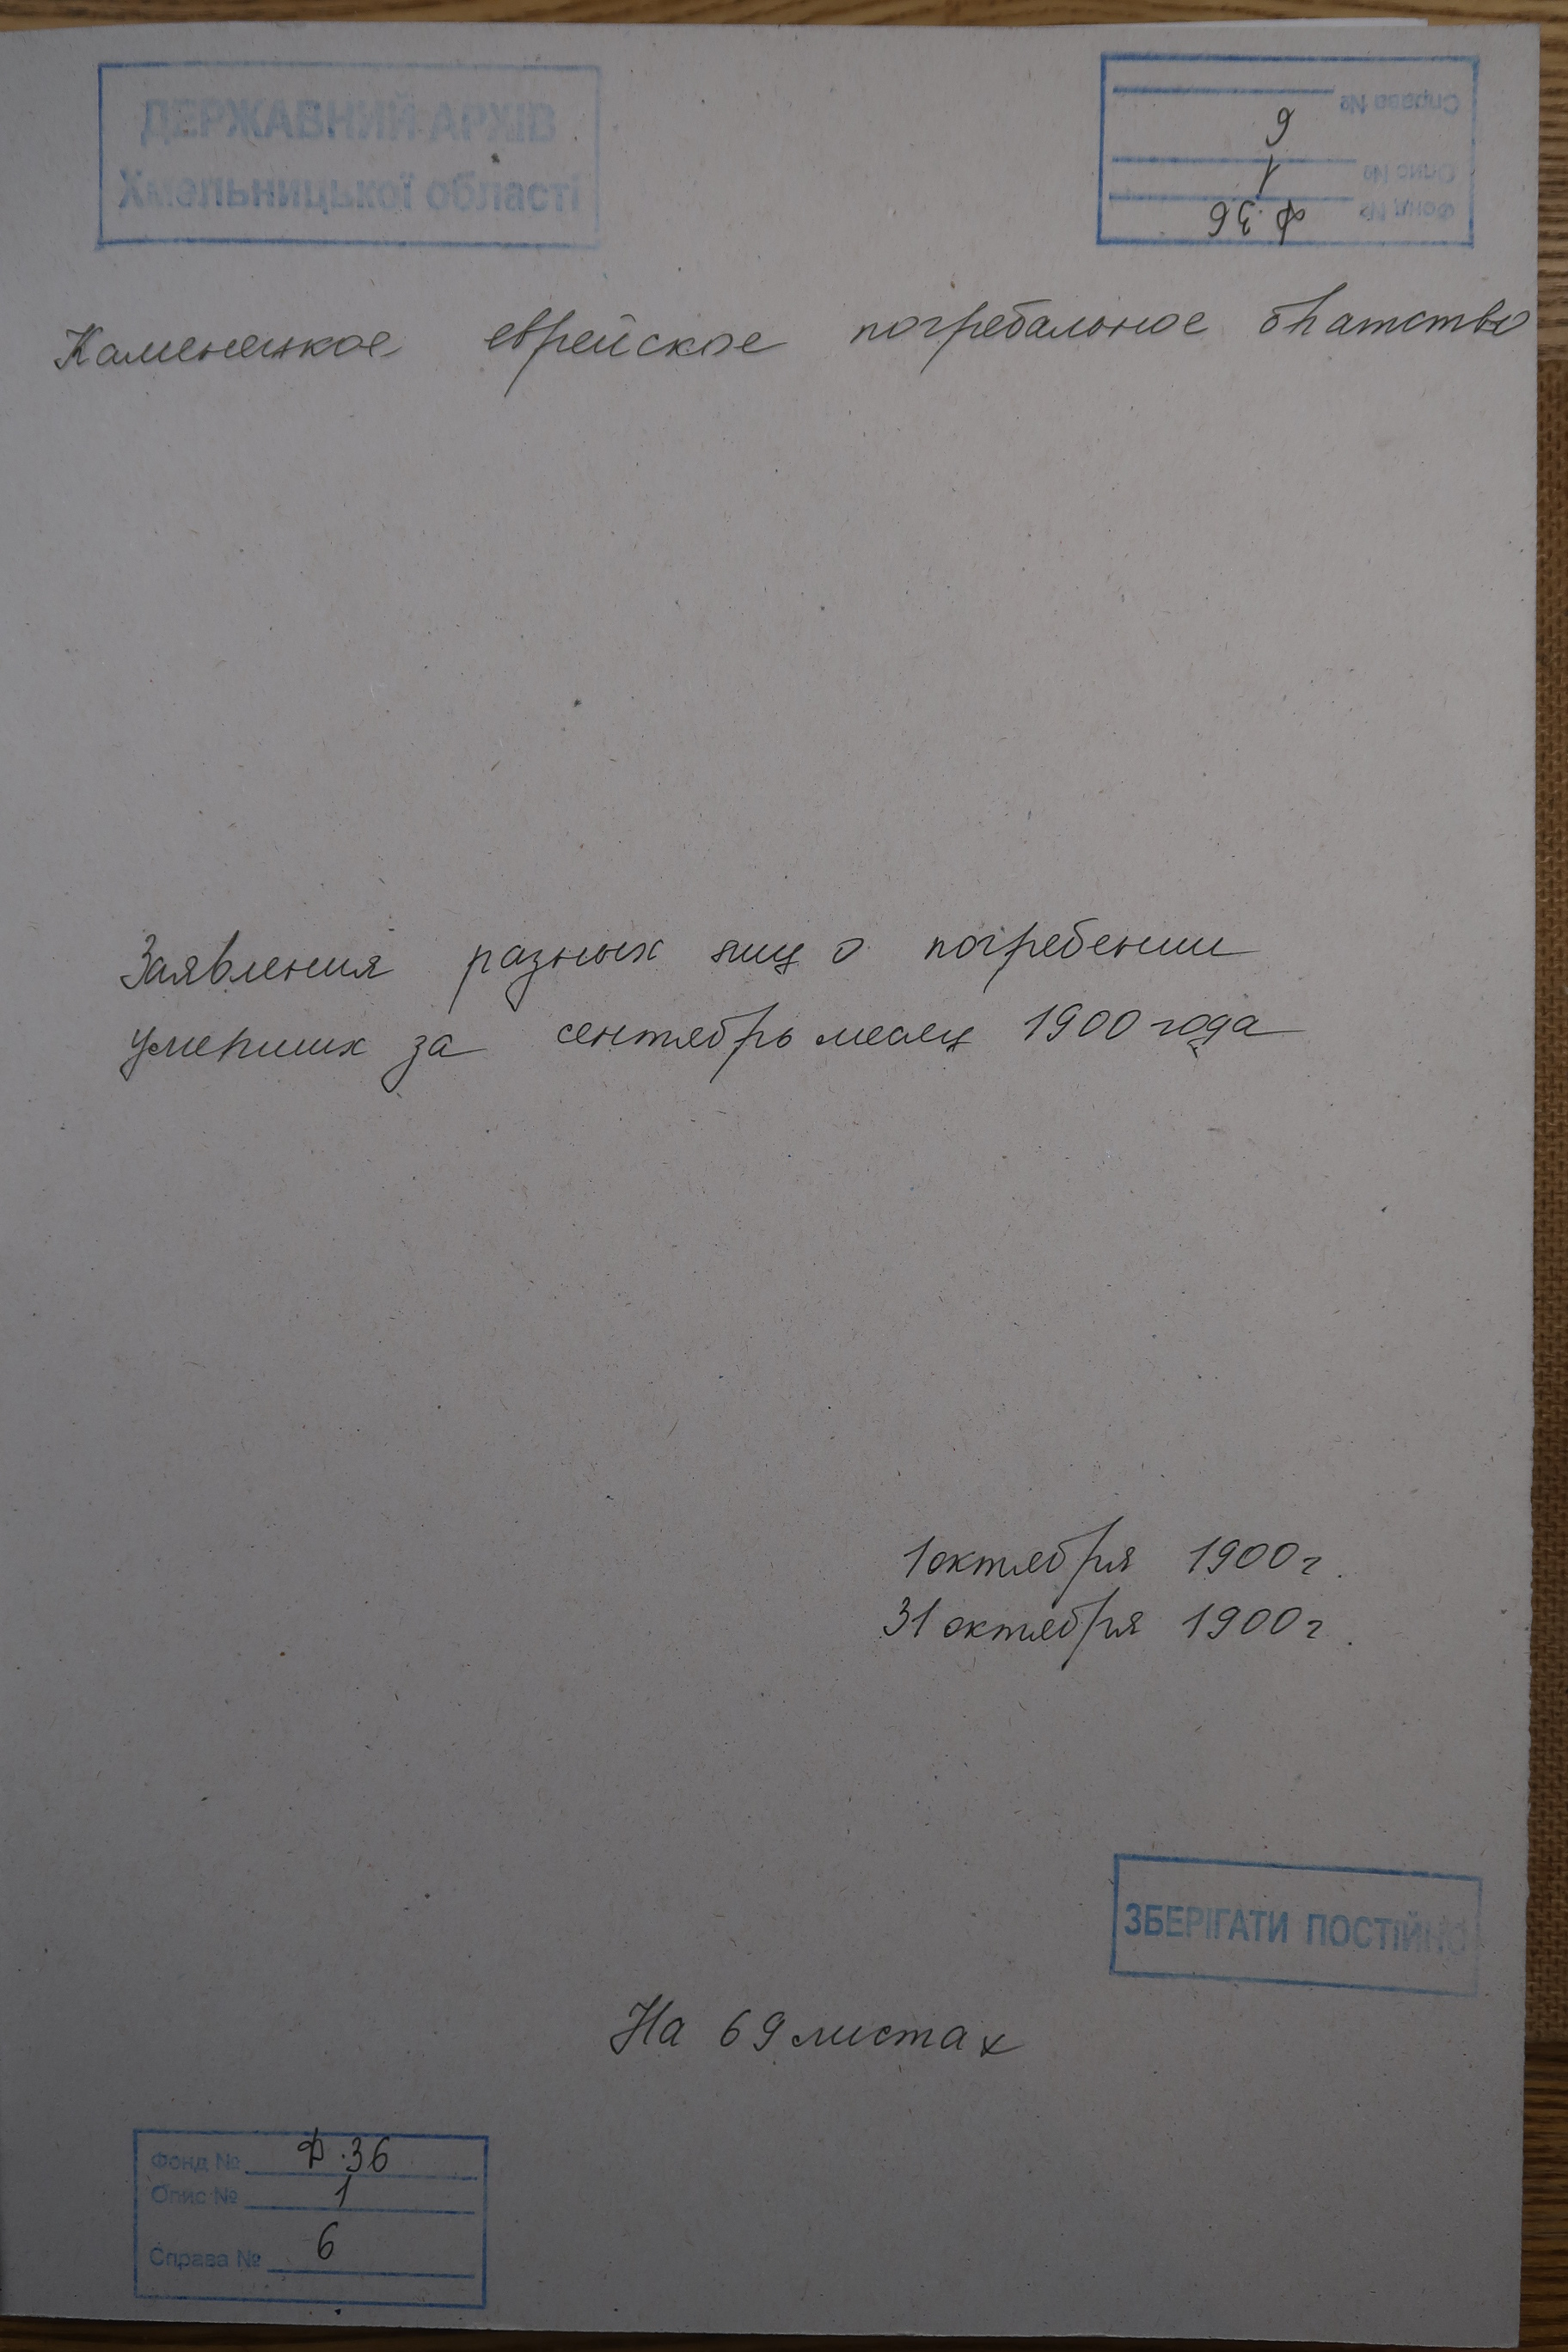 ДЕРЖАВНИЙ АРХІВ
Хмельницької області
Фонд № Ф.36
Опис № 1
Справа № 6
Каменецкое еврейское погребальное братство
Заявления разных лиц о погребении
умерших за сентябрь месец 1900 года
1 октября 1900 г.
31 октября 1900 г.
ЗБЕРІГАТИ ПОСТІЙНО
На 69 листах
Фонд № Ф.36
Опис № 1
Справа № 6